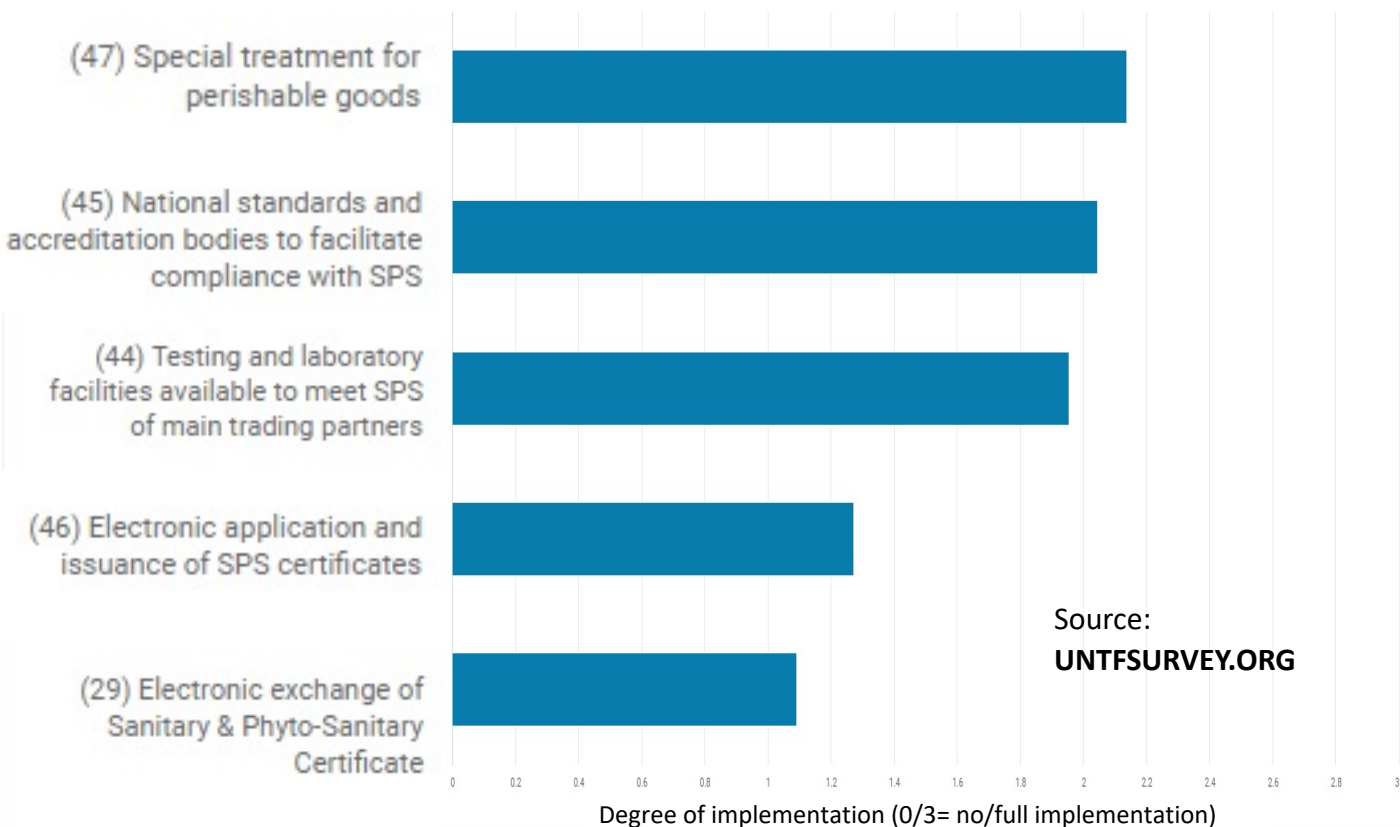 (47) Special treatment for
perishable goods
(45) National standards and
accreditation bodies to facilitate
compliance with SPS
(44) Testing and laboratory
facilities available to meet SPS
of main trading partners
(46) Electronic application and
issuance of SPS certificates
(29) Electronic exchange of
Sanitary & Phyto-Sanitary
Certificate
Source:
UNTFSURVEY.ORG
0 0.2 0.4 0.6 0.8 1 1.2 1.4 1.6 1.8 2 2.2 2.4 2.6 2.8 3
Degree of implementation (0/3= no/full implementation)